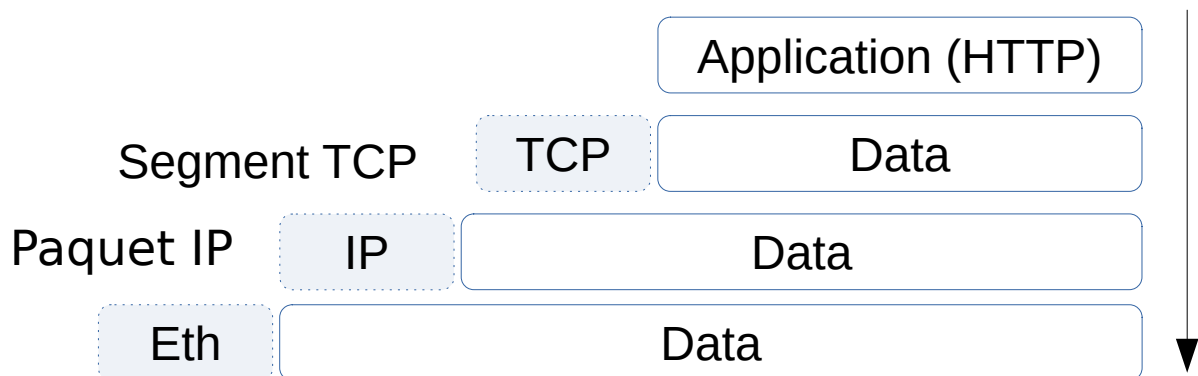 Application (HTTP)
Segment TCP TCP Data
Paquet IP IP Data
Eth Data